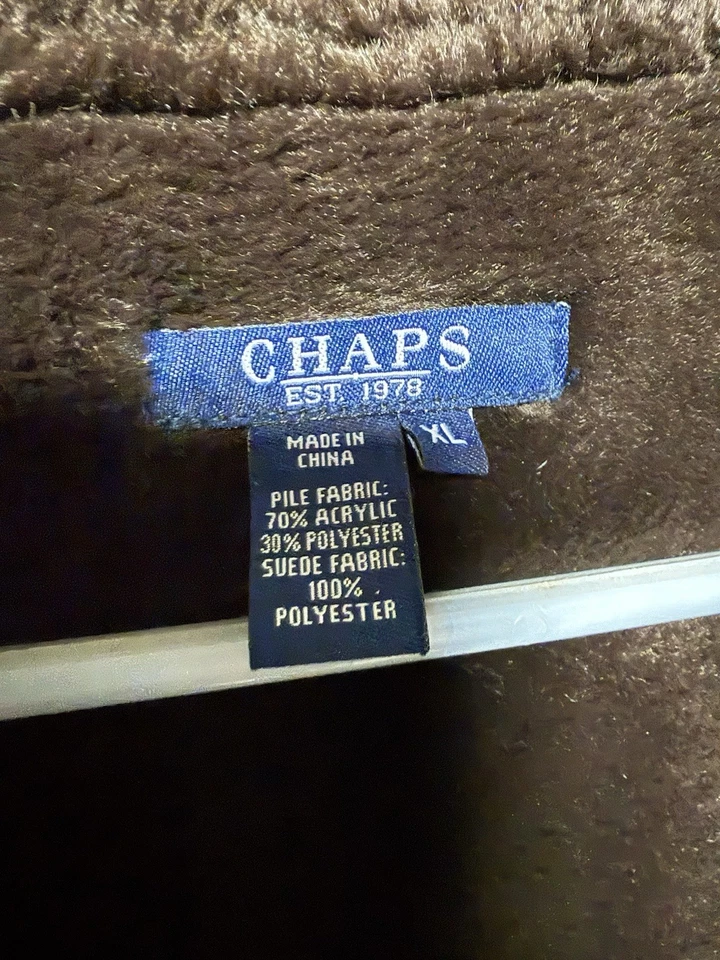 CHAPS
EST. 1978
XL
MADE IN
CHINA
PILE FABRIC:
70% ACRYLIC
30% POLYESTER
SUEDE FABRIC:
100%
POLYESTER